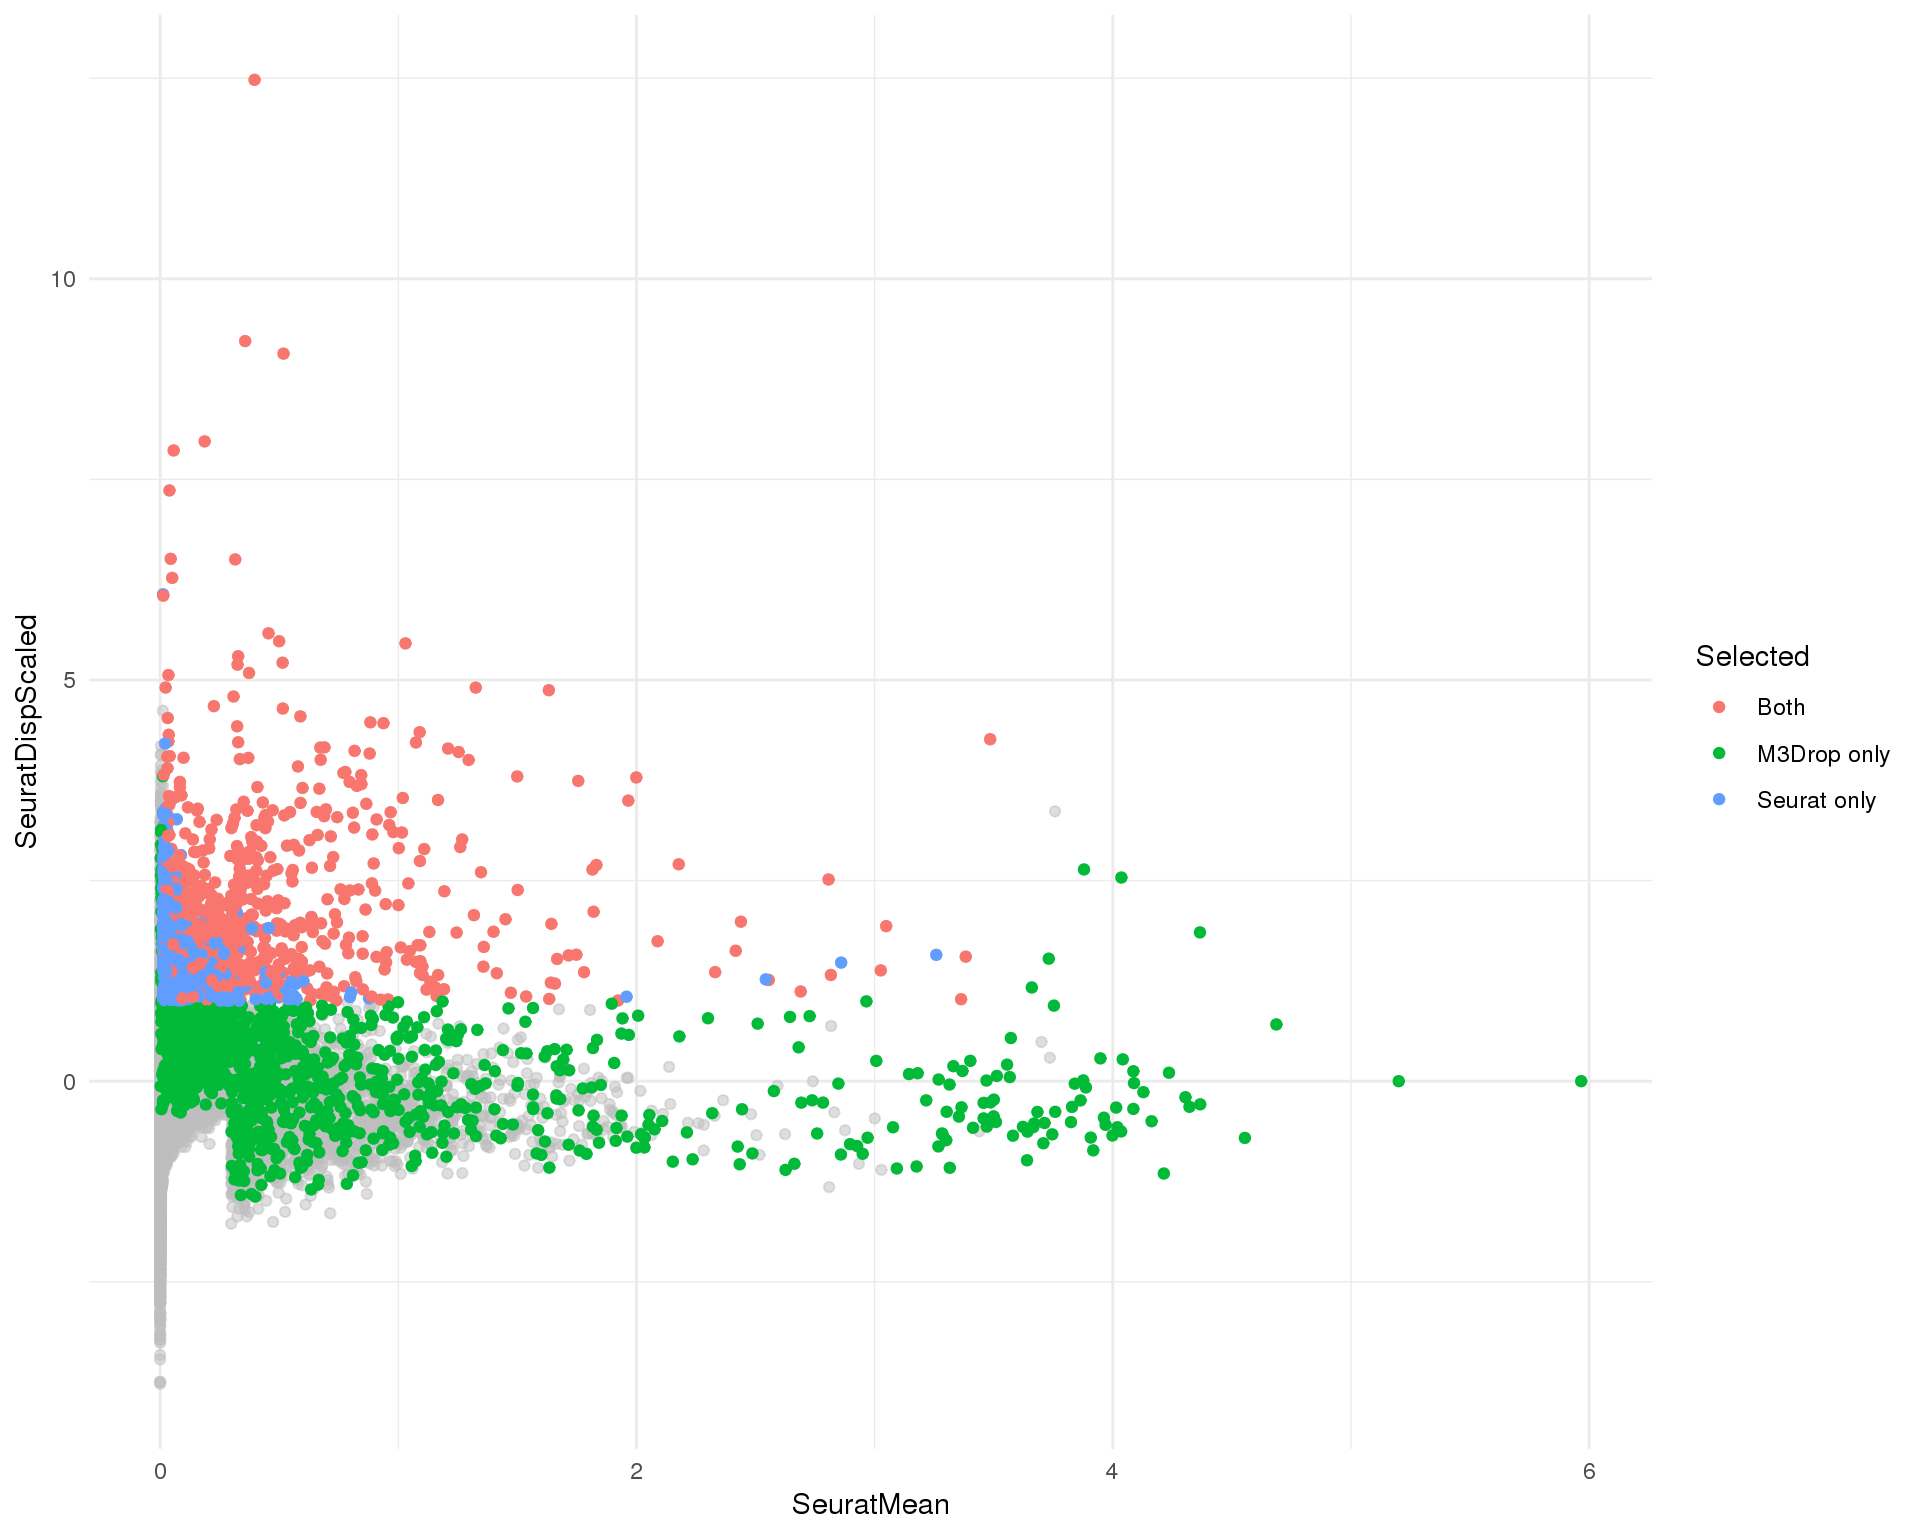 SeuratDispScaled
10
5
0
0
2
4
6
SeuratMean
Selected
Both
M3Drop only
Seurat only